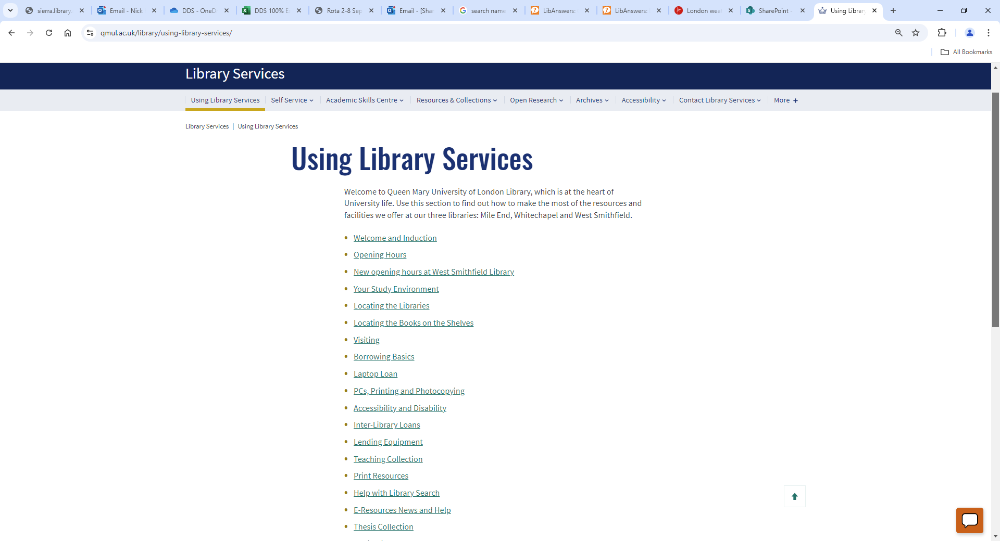 sierra.library.
Email - Nick
DDS - OneD
DDS 100% E
Rota 2-8 Sep
Email - [Shar
search name
LibAnswers:
LibAnswers:
London weat
SharePoint -
Using Library
qmul.ac.uk/library/using-library-services/
All Bookmarks
Library Services
Using Library Services Self Service Academic Skills Centre Resources & Collections Open Research Archives Accessibility Contact Library Services More +
Library Services | Using Library Services
Using Library Services
Welcome to Queen Mary University of London Library, which is at the heart of
University life. Use this section to find out how to make the most of the resources and
facilities we offer at our three libraries: Mile End, Whitechapel and West Smithfield.
Welcome and Induction
Opening Hours
New opening hours at West Smithfield Library
Your Study Environment
Locating the Libraries
Locating the Books on the Shelves
Visiting
Borrowing Basics
Laptop Loan
PCs, Printing and Photocopying
Accessibility and Disability
Inter-Library Loans
Lending Equipment
Teaching Collection
Print Resources
Help with Library Search
E-Resources News and Help
Thesis Collection